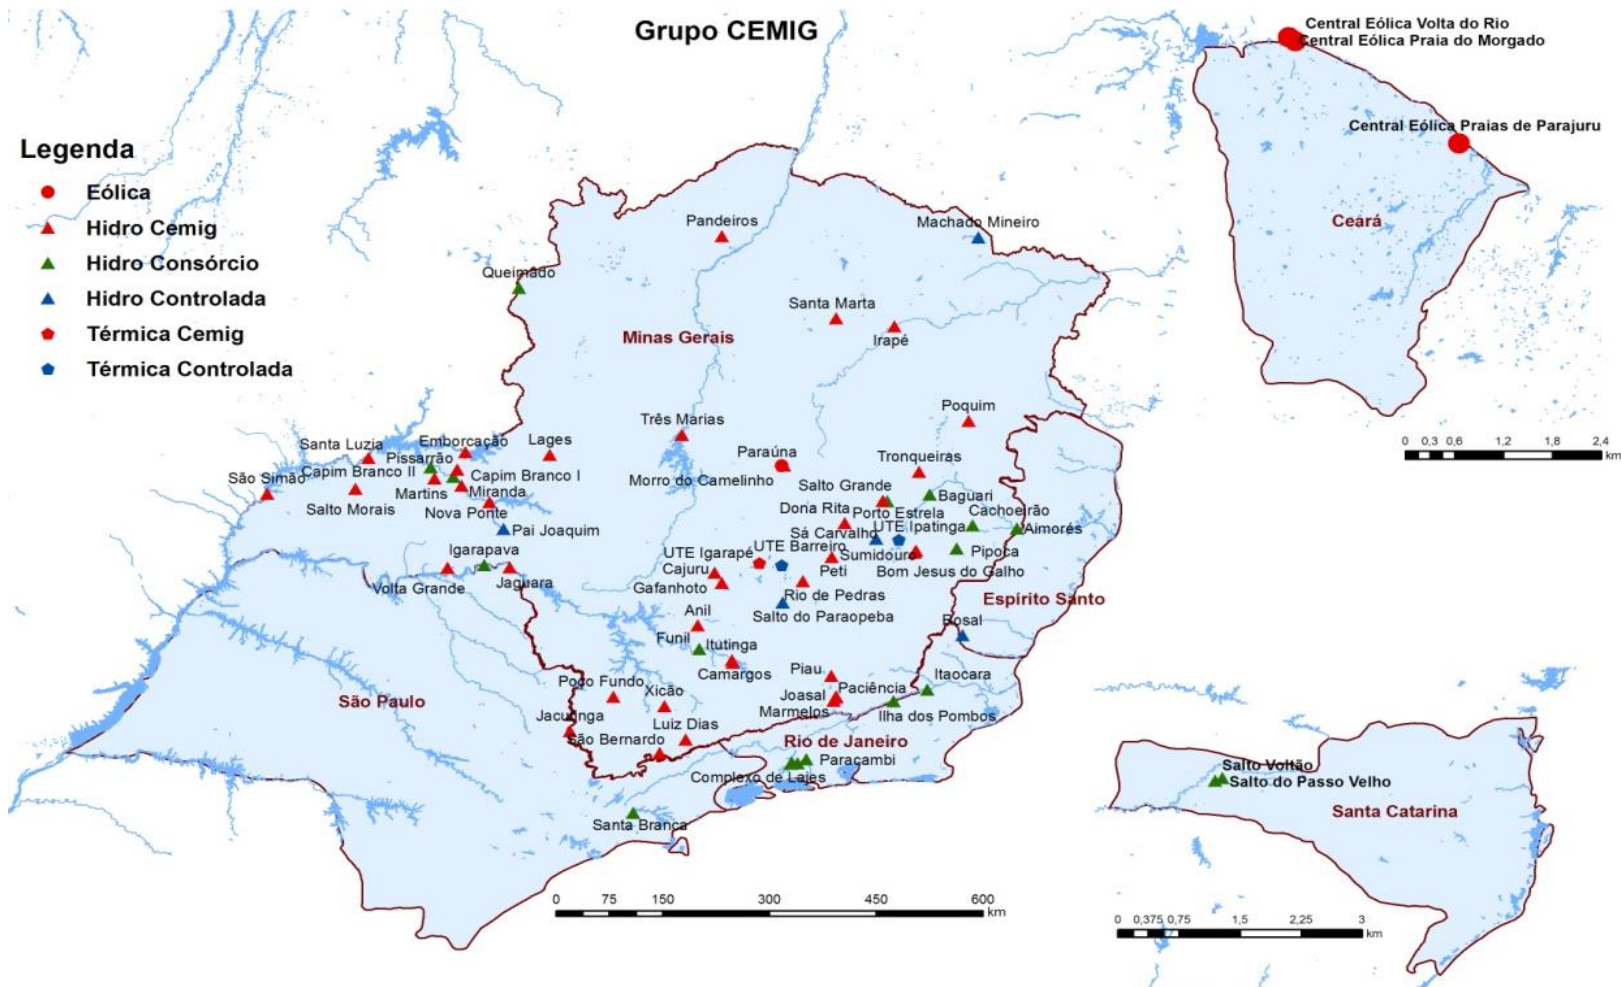 Grupo CEMIG
Legenda
Eólica
Hidro Cemig
Hidro Consórcio
Hidro Controlada
Térmica Cemig
Térmica Controlada
Central Eólica Volta do Rio
Central Eólica Praia do Morgado
Central Eólica Praias de Parajuru
Ceará
0 0,3 0,6 1,2 1,8 2,4
km
Pandeiros
Machado Mineiro
Queimado
Santa Marta
Minas Gerais
Irapé
Poquim
Três Marias
Santa Luzia
Emborcação
Lages
Paraúna
Tronqueiras
Pissarrão
São Simão
Capim Branco II
Capim Branco I
Morro do Camelinho
Salto Grande
Baguari
Martins
Miranda
Salto Morais
Nova Ponte
Dona Rita
Porto Estrela
Cachoeirão
Pai Joaquim
Sá Carvalho
UTE Ipatinga
Aimorés
UTE Igarapé
UTE Barreiro
Sumidouro
Pipoca
Igarapava
Cajuru
Peti
Bom Jesus do Galho
Volta Grande
Jaguara
Gafanhoto
Rio de Pedras
Espírito Santo
Anil
Salto do Paraopeba
Rosal
Funil
Itutinga
Camargos
Piau
Itaocara
Poço Fundo
Xicão
Joasal
Paciência
São Paulo
Marmelos
Ilha dos Pombos
Jacutinga
Luiz Dias
São Bernardo
Rio de Janeiro
Paracambi
Complexo de Lajes
Santa Branca
0 75 150 300 450 600
km
Salto Voltão
Salto do Passo Velho
Santa Catarina
0 0,375 0,75 1,5 2,25 3
km